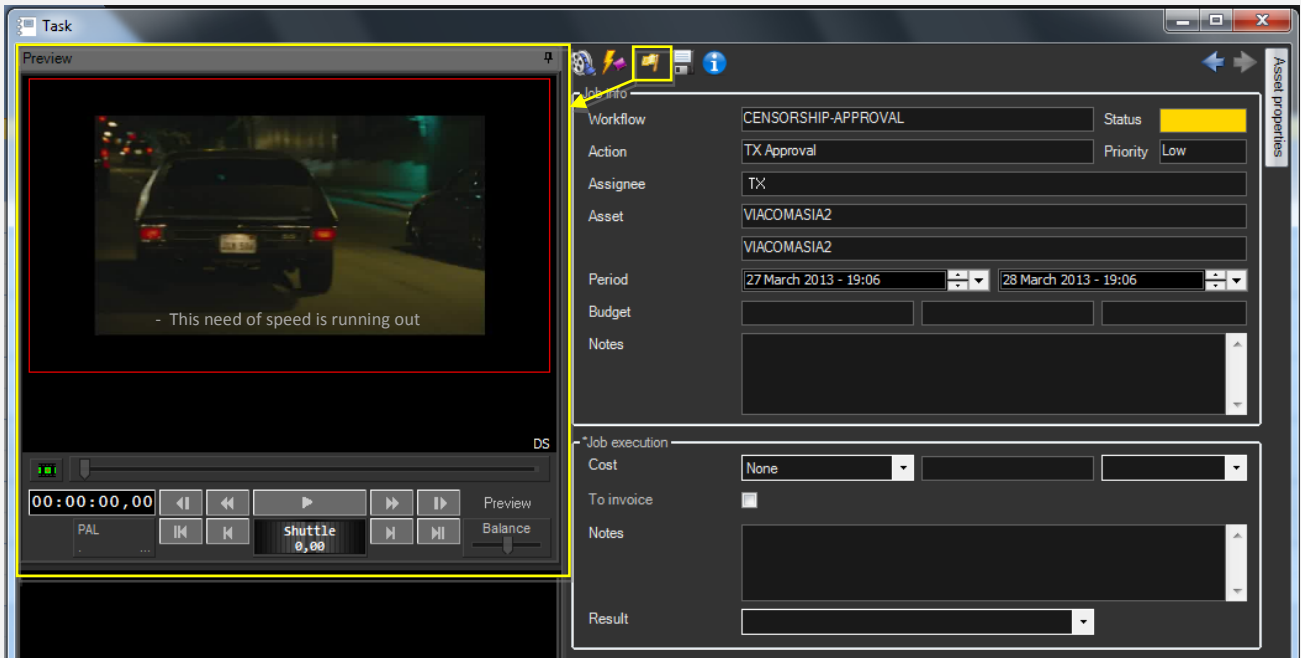 Task
Preview
- This need of speed is running out
DS
00:00:00,00
Preview
PAL
. ...
Shuttle
0,00
Balance
Asset properties
Job info
Workflow CENSORSHIP-APPROVAL Status
Action TX Approval Priority Low
Assignee TX
Asset VIACOMASIA2
VIACOMASIA2
Period 27 March 2013 - 19:06 28 March 2013 - 19:06
Budget
Notes
*Job execution
Cost None
To invoice
Notes
Result